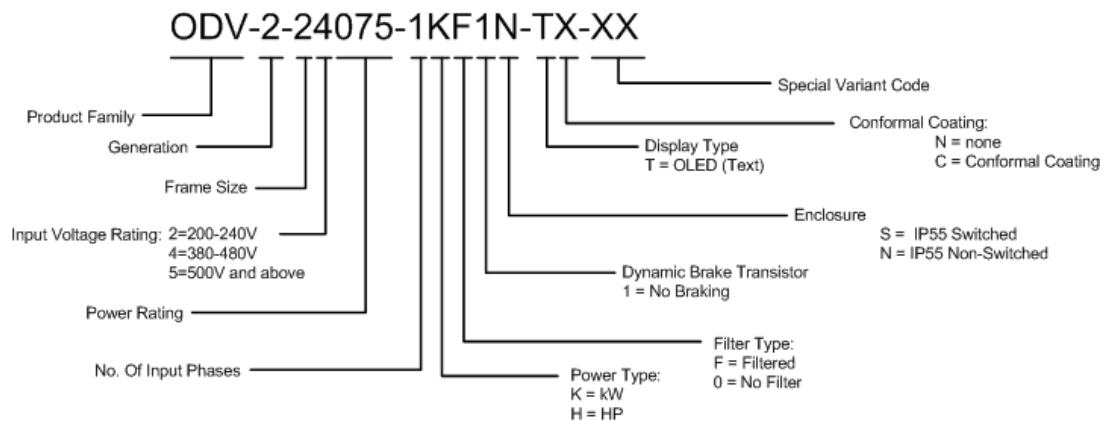 ODV-2-24075-1KF1N-TX-XX
Special Variant Code
Product Family
Conformal Coating:
N = none
C = Conformal Coating
Generation
Display Type
T = OLED (Text)
Frame Size
Enclosure
S = IP55 Switched
N = IP55 Non-Switched
Input Voltage Rating: 2=200-240V
4=380-480V
5=500V and above
Dynamic Brake Transistor
1 = No Braking
Power Rating
Filter Type:
F = Filtered
0 = No Filter
No. Of Input Phases
Power Type:
K = kW
H = HP